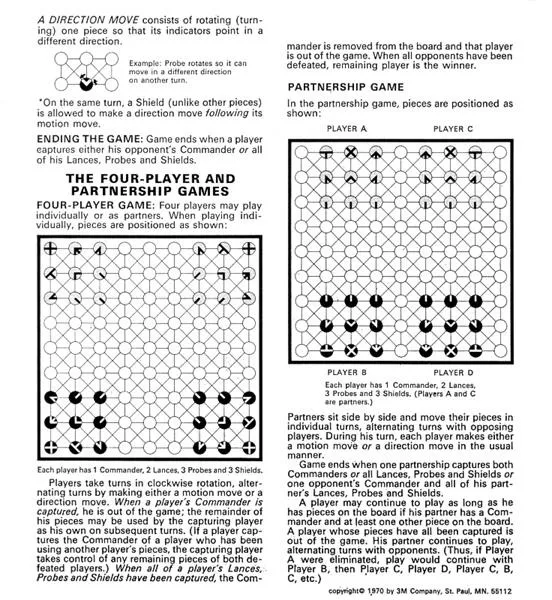 A DIRECTION MOVE consists of rotating (turn-
ing) one piece so that its indicators point in a
different direction.
Example: Probe rotates so it can
move in a different direction
on another turn.
*On the same turn, a Shield (unlike other pieces)
is allowed to make a direction move following its
motion move.
ENDING THE GAME: Game ends when a player
captures either his opponent's Commander or all
of his Lances, Probes and Shields.
THE FOUR-PLAYER AND
PARTNERSHIP GAMES
FOUR-PLAYER GAME: Four players may play
individually or as partners. When playing indi-
vidually, pieces are positioned as shown:
Each player has 1 Commander, 2 Lances, 3 Probes and 3 Shields.
Players take turns in clockwise rotation, alter-
nating turns by making either a motion move or a
direction move. When a player's Commander is
captured, he is out of the game; the remainder of
his pieces may be used by the capturing player
as his own on subsequent turns. (If a player cap-
tures the Commander of a player who has been
using another player's pieces, the capturing player
takes control of any remaining pieces of both de-
feated players.) When all of a player's Lances,
Probes and Shields have been captured, the Com-
mander is removed from the board and that player
is out of the game. When all opponents have been
defeated, remaining player is the winner.
PARTNERSHIP GAME
In the partnership game, pieces are positioned as
shown:
PLAYER A PLAYER C
PLAYER B PLAYER D
Each player has 1 Commander, 2 Lances,
3 Probes and 3 Shields. (Players A and C
are partners.)
Partners sit side by side and move their pieces in
individual turns, alternating turns with opposing
players. During his turn, each player makes either
a motion move or a direction move in the usual
manner.
Game ends when one partnership captures both
Commanders or all Lances, Probes and Shields or
one opponent's Commander and all of his part-
ner's Lances, Probes and Shields.
A player may continue to play as long as he
has pieces on the board if his partner has a Com-
mander and at least one other piece on the board.
A player whose pieces have all been captured is
out of the game. His partner continues to play,
alternating turns with opponents. (Thus, if Player
A were eliminated, play would continue with
Player B, then Player C, Player D, Player C, B,
C, etc.)
copyright© 1970 by 3M Company, St. Paul, MN. 55112